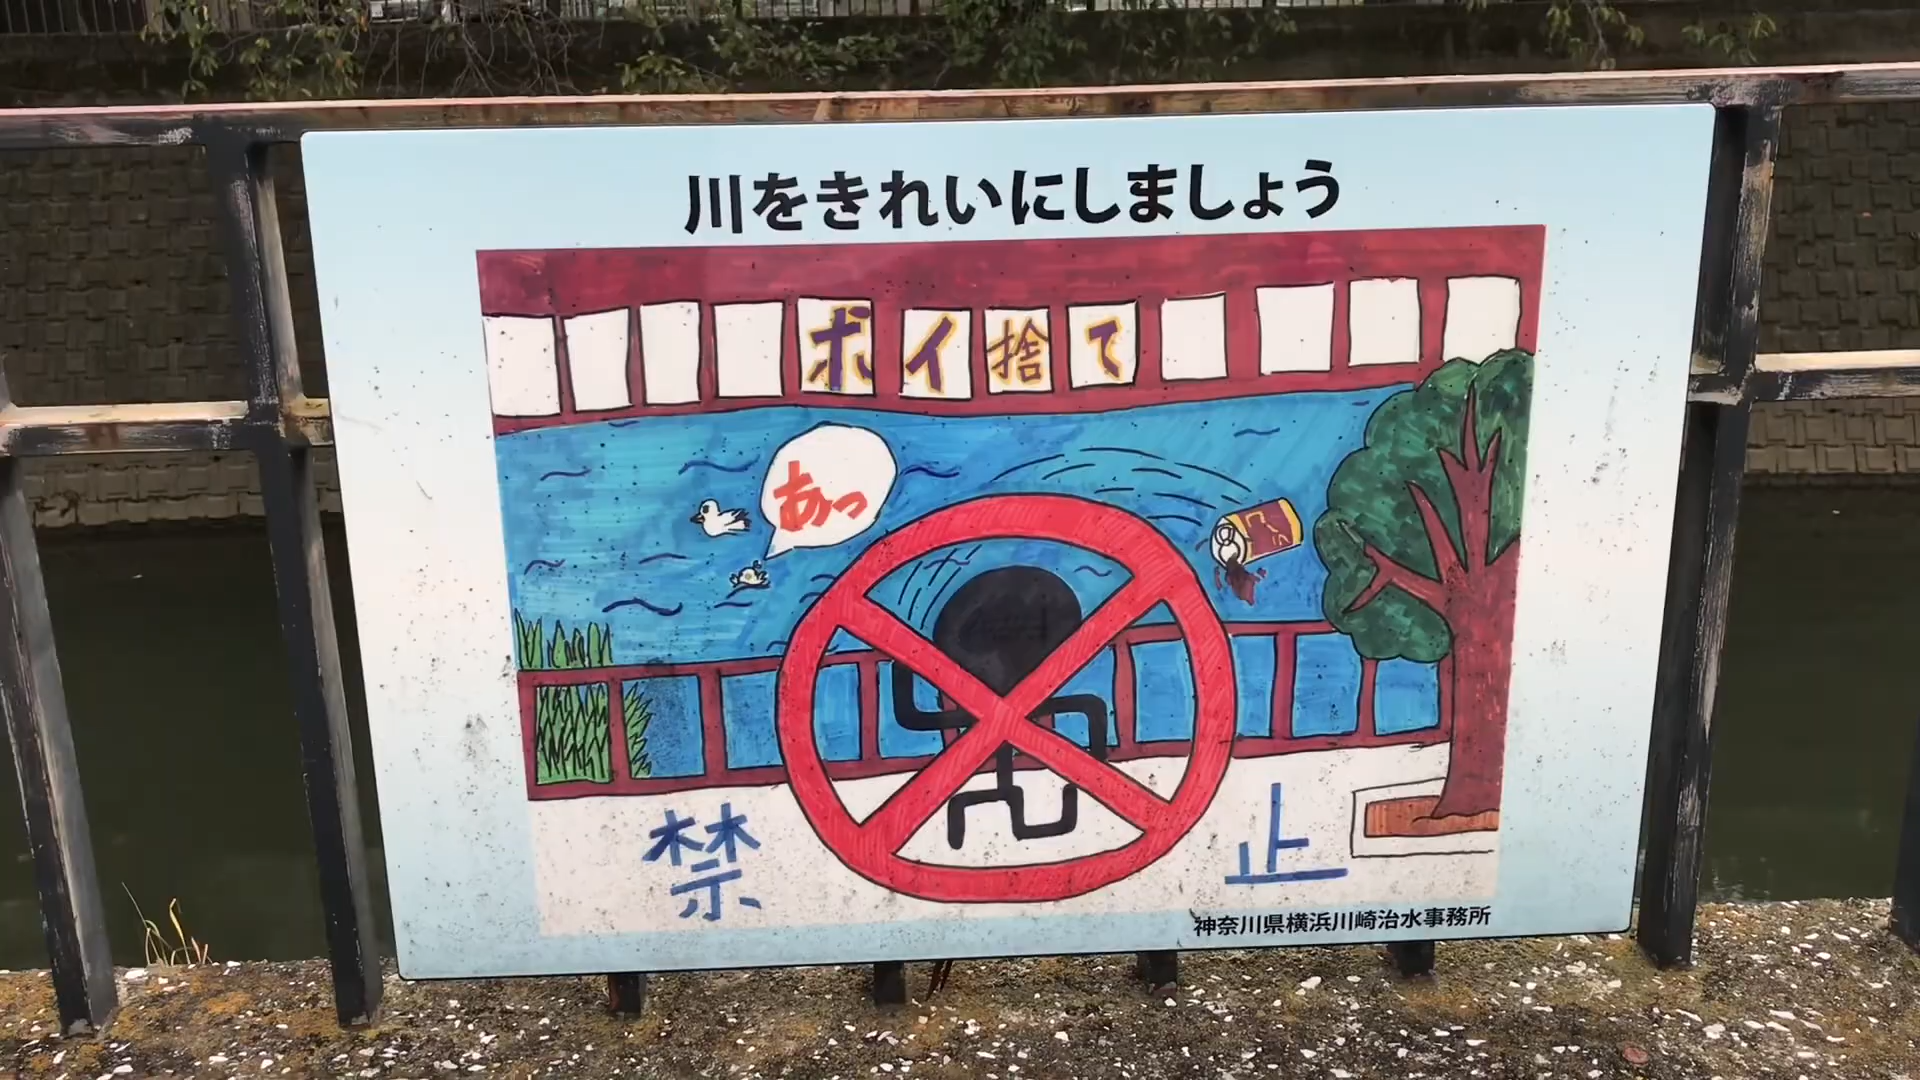 川をきれいにしましょう
ポイ捨て
あっ
禁止
神奈川県横浜川崎治水事務所